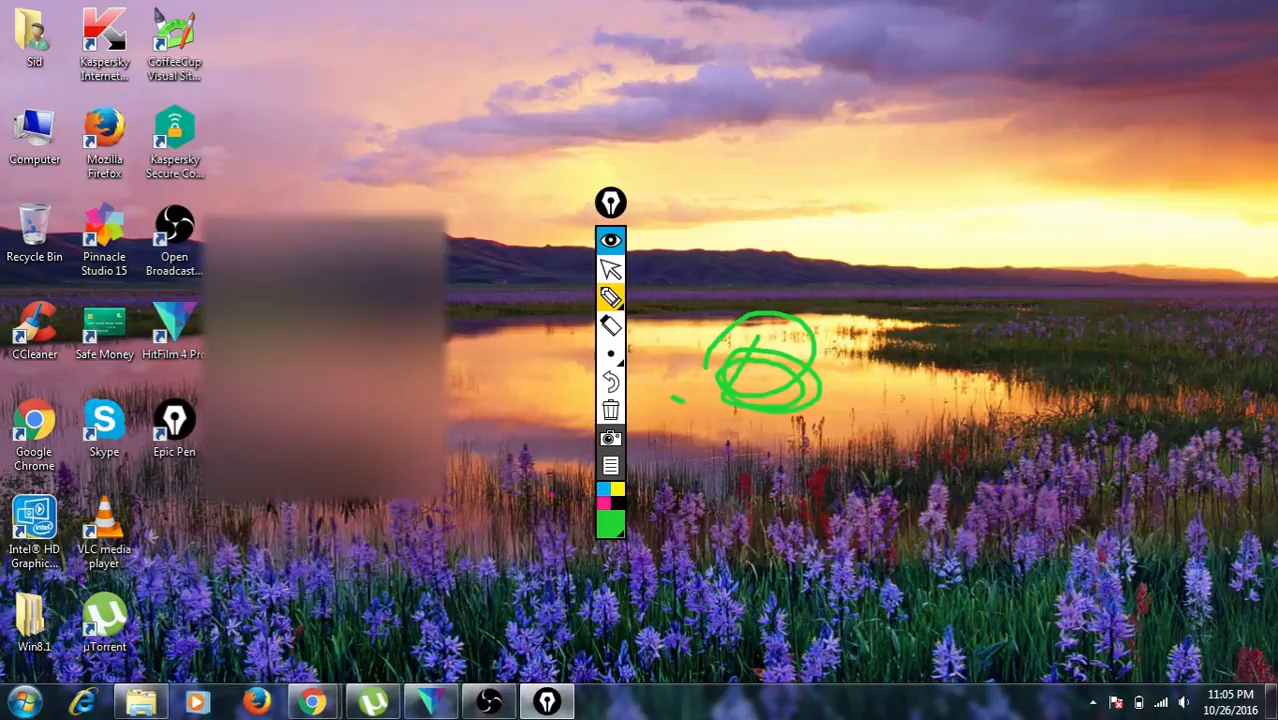 Sid
Kaspersky
Internet...
CoffeeCup
Visual Sit...
Computer
Mozilla
Firefox
Kaspersky
Secure Co...
Recycle Bin
Pinnacle
Studio 15
Open
Broadcast...
CCleaner
Safe Money
HitFilm 4 Pro
Google
Chrome
Skype
Epic Pen
Intel® HD
Graphic...
VLC media
player
Win8.1
µTorrent
11:05 PM
10/26/2016